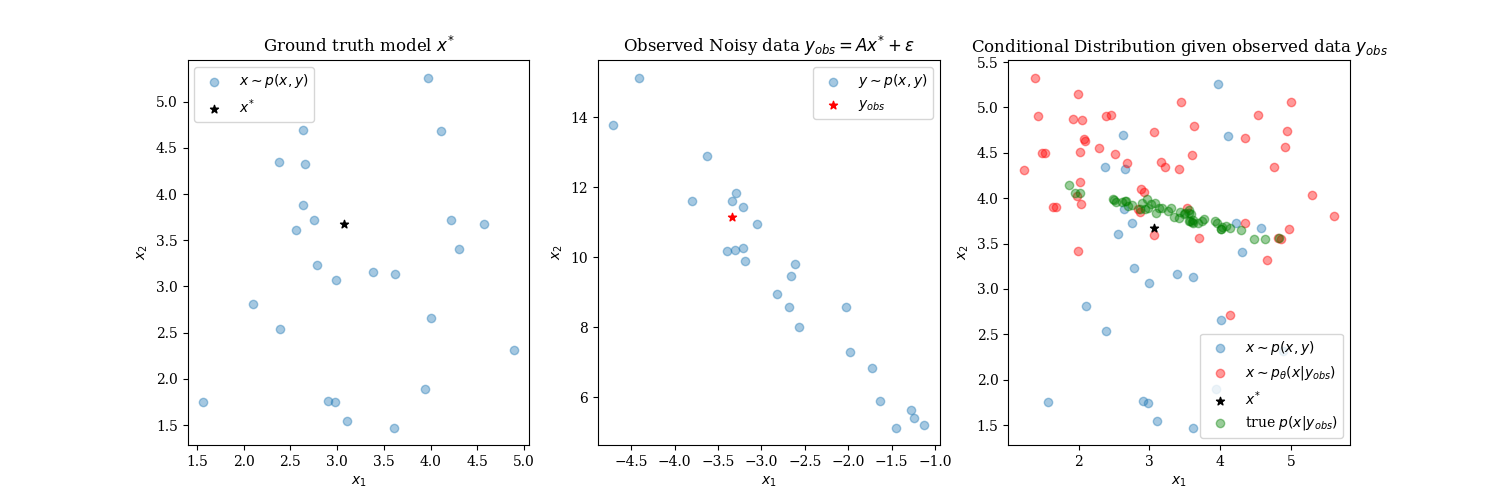 Ground truth model x*
x ~ p(x, y)
x*
x₂
5.0
4.5
4.0
3.5
3.0
2.5
2.0
1.5
1.5 2.0 2.5 3.0 3.5 4.0 4.5 5.0
x₁
Observed Noisy data y_obs = Ax* + ε
y ~ p(x, y)
y_obs
x₂
14
12
10
8
6
−4.5 −4.0 −3.5 −3.0 −2.5 −2.0 −1.5 −1.0
x₁
Conditional Distribution given observed data y_obs
x₂
5.5
5.0
4.5
4.0
3.5
3.0
2.5
2.0
1.5
x ~ p(x, y)
x ~ p_θ(x|y_obs)
x*
true p(x|y_obs)
2 3 4 5
x₁